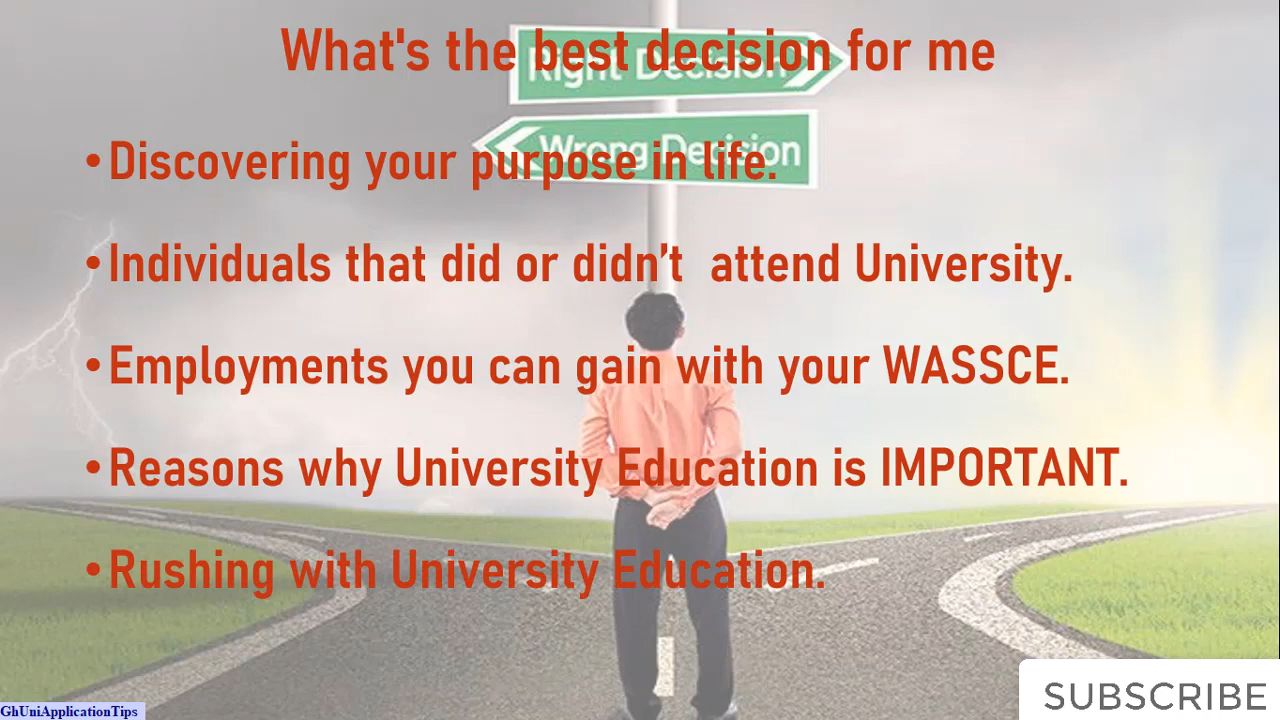 What's the best decision for me
Right Decision
Wrong Decision
•Discovering your purpose in life.
•Individuals that did or didn’t  attend University.
•Employments you can gain with your WASSCE.
•Reasons why University Education is IMPORTANT.
•Rushing with University Education.
SUBSCRIBE
GhUniApplicationTips